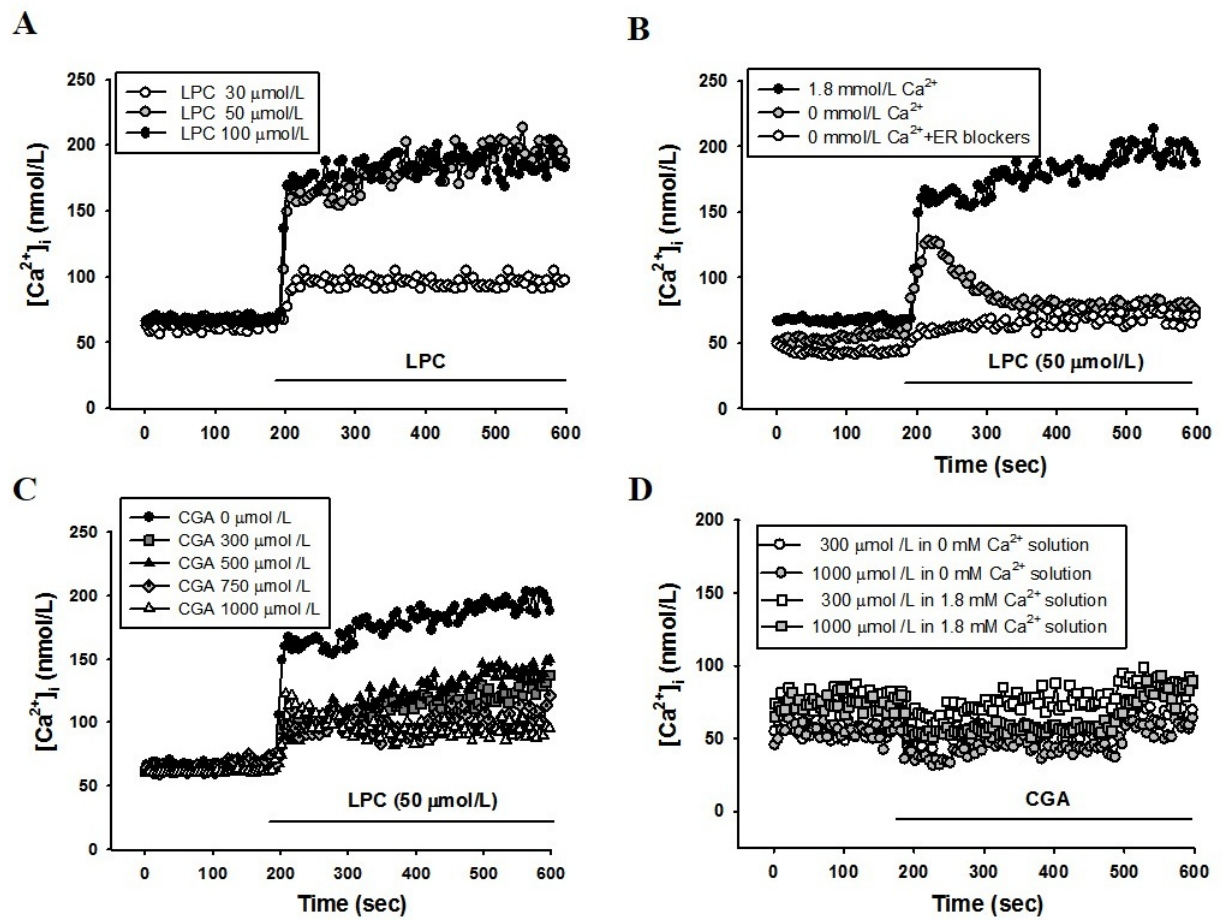 A
LPC 30 µmol/L
LPC 50 µmol/L
LPC 100 µmol/L
[Ca²⁺]ᵢ (nmol/L)
250
200
150
100
50
0
LPC
0 100 200 300 400 500 600
B
1.8 mmol/L Ca²⁺
0 mmol/L Ca²⁺
0 mmol/L Ca²⁺+ER blockers
[Ca²⁺]ᵢ (nmol/L)
250
200
150
100
50
0
LPC (50 µmol/L)
0 100 200 300 400 500 600
Time (sec)
C
CGA 0 µmol /L
CGA 300 µmol /L
CGA 500 µmol /L
CGA 750 µmol /L
CGA 1000 µmol /L
[Ca²⁺]ᵢ (nmol/L)
250
200
150
100
50
0
LPC (50 µmol/L)
0 100 200 300 400 500 600
Time (sec)
D
300 µmol /L in 0 mM Ca²⁺ solution
1000 µmol /L in 0 mM Ca²⁺ solution
300 µmol /L in 1.8 mM Ca²⁺ solution
1000 µmol /L in 1.8 mM Ca²⁺ solution
[Ca²⁺]ᵢ (nmol/L)
200
150
100
50
0
CGA
0 100 200 300 400 500 600
Time (sec)